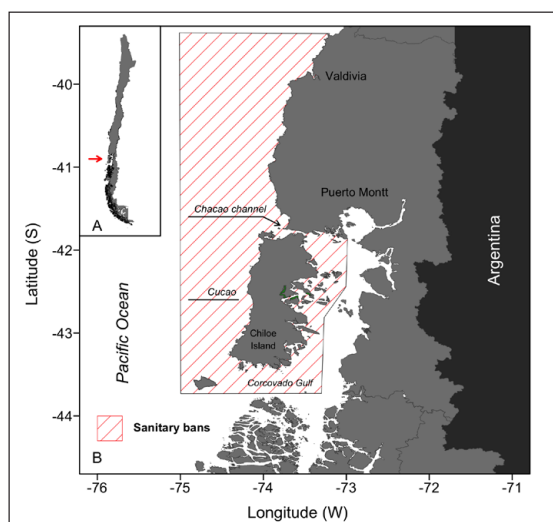 Latitude (S)
-40
-41
-42
-43
-44
A
Valdivia
Puerto Montt
Chacao channel
Cucao
Chiloe
Island
Corcovado Gulf
Pacific Ocean
Argentina
Sanitary bans
B
-76
-75
-74
-73
-72
-71
Longitude (W)